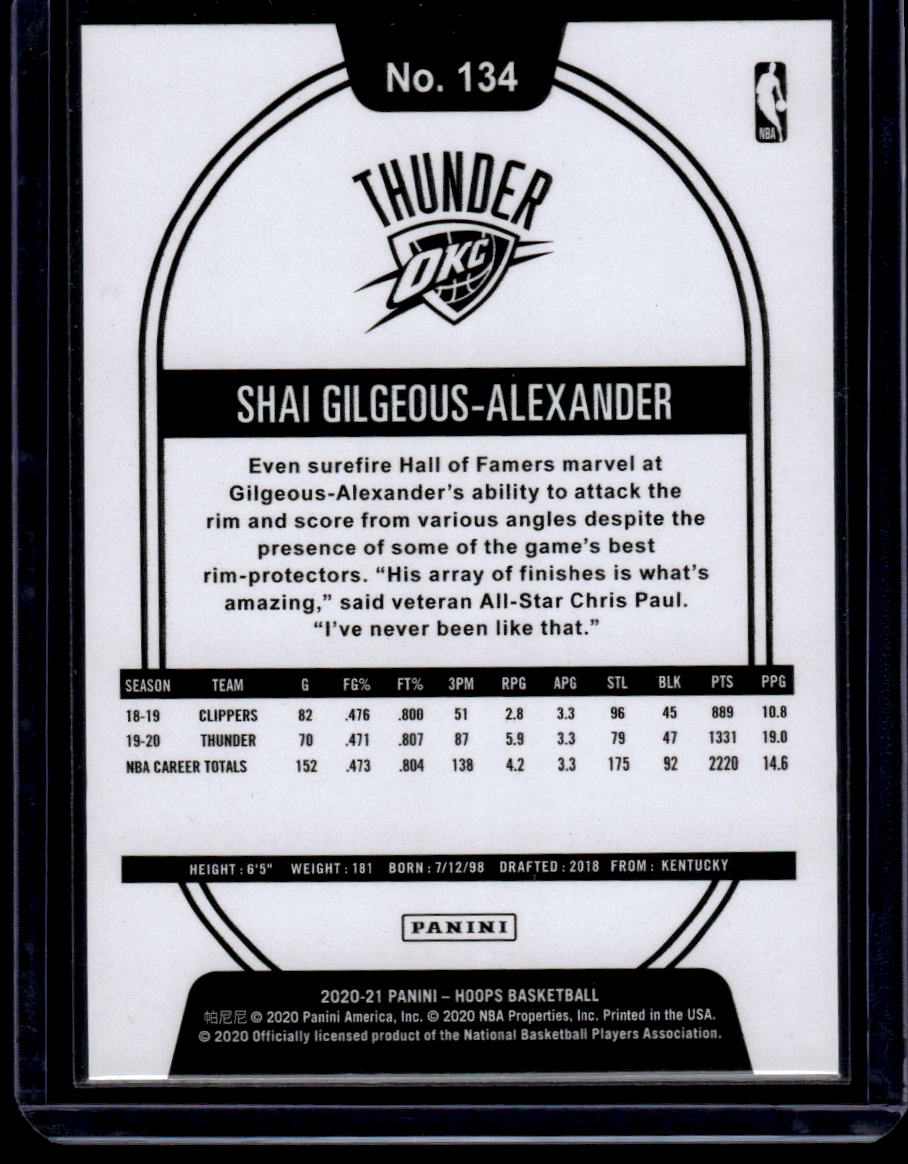 No. 134
NBA
THUNDER
OKC
SHAI GILGEOUS-ALEXANDER
Even surefire Hall of Famers marvel at
Gilgeous-Alexander's ability to attack the
rim and score from various angles despite the
presence of some of the game's best
rim-protectors. “His array of finishes is what's
amazing,” said veteran All-Star Chris Paul.
“I've never been like that.”
SEASON TEAM G FG% FT% 3PM RPG APG STL BLK PTS PPG
18-19 CLIPPERS 82 .476 .800 51 2.8 3.3 96 45 889 10.8
19-20 THUNDER 70 .471 .807 87 5.9 3.3 79 47 1331 19.0
NBA CAREER TOTALS 152 .473 .804 138 4.2 3.3 175 92 2220 14.6
HEIGHT : 6'5" WEIGHT : 181 BORN : 7/12/98 DRAFTED : 2018 FROM : KENTUCKY
PANINI
2020-21 PANINI – HOOPS BASKETBALL
帕尼尼 © 2020 Panini America, Inc. © 2020 NBA Properties, Inc. Printed in the USA.
© 2020 Officially licensed product of the National Basketball Players Association.